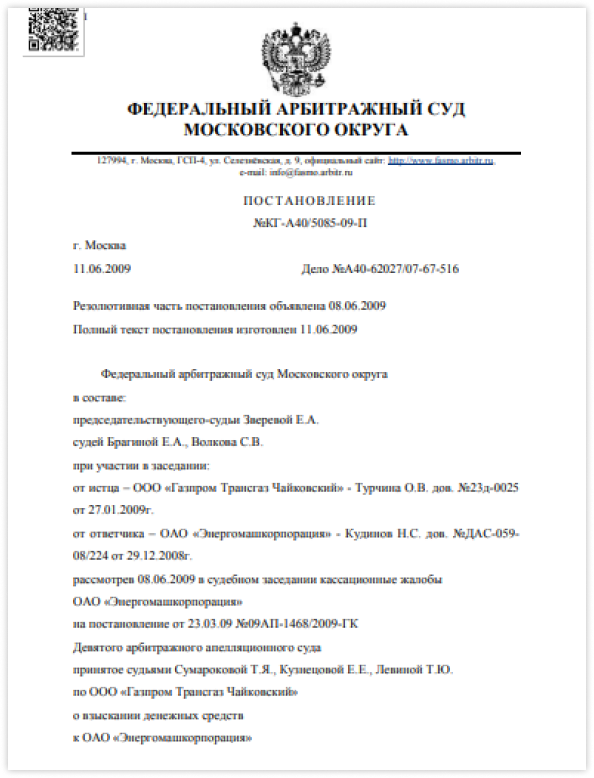 1
ФЕДЕРАЛЬНЫЙ АРБИТРАЖНЫЙ СУД
МОСКОВСКОГО ОКРУГА
127994, г. Москва, ГСП-4, ул. Селезнёвская, д. 9, официальный сайт: http://www.fasmo.arbitr.ru.
e-mail: info@fasmo.arbitr.ru
ПОСТАНОВЛЕНИЕ
№КГ-А40/5085-09-П
г. Москва
11.06.2009 Дело №А40-62027/07-67-516
Резолютивная часть постановления объявлена 08.06.2009
Полный текст постановления изготовлен 11.06.2009
Федеральный арбитражный суд Московского округа
в составе:
председательствующего-судьи Зверевой Е.А.
судей Брагиной Е.А., Волкова С.В.
при участии в заседании:
от истца – ООО «Газпром Трансгаз Чайковский» - Турчина О.В. дов. №23д-0025
от 27.01.2009г.
от ответчика – ОАО «Энергомашкорпорация» - Кудинов Н.С. дов. №ДАС-059-
08/224 от 29.12.2008г.
рассмотрев 08.06.2009 в судебном заседании кассационные жалобы
ОАО «Энергомашкорпорация»
на постановление от 23.03.09 №09АП-1468/2009-ГК
Девятого арбитражного апелляционного суда
принятое судьями Сумароковой Т.Я., Кузнецовой Е.Е., Левиной Т.Ю.
по ООО «Газпром Трансгаз Чайковский»
о взыскании денежных средств
к ОАО «Энергомашкорпорация»